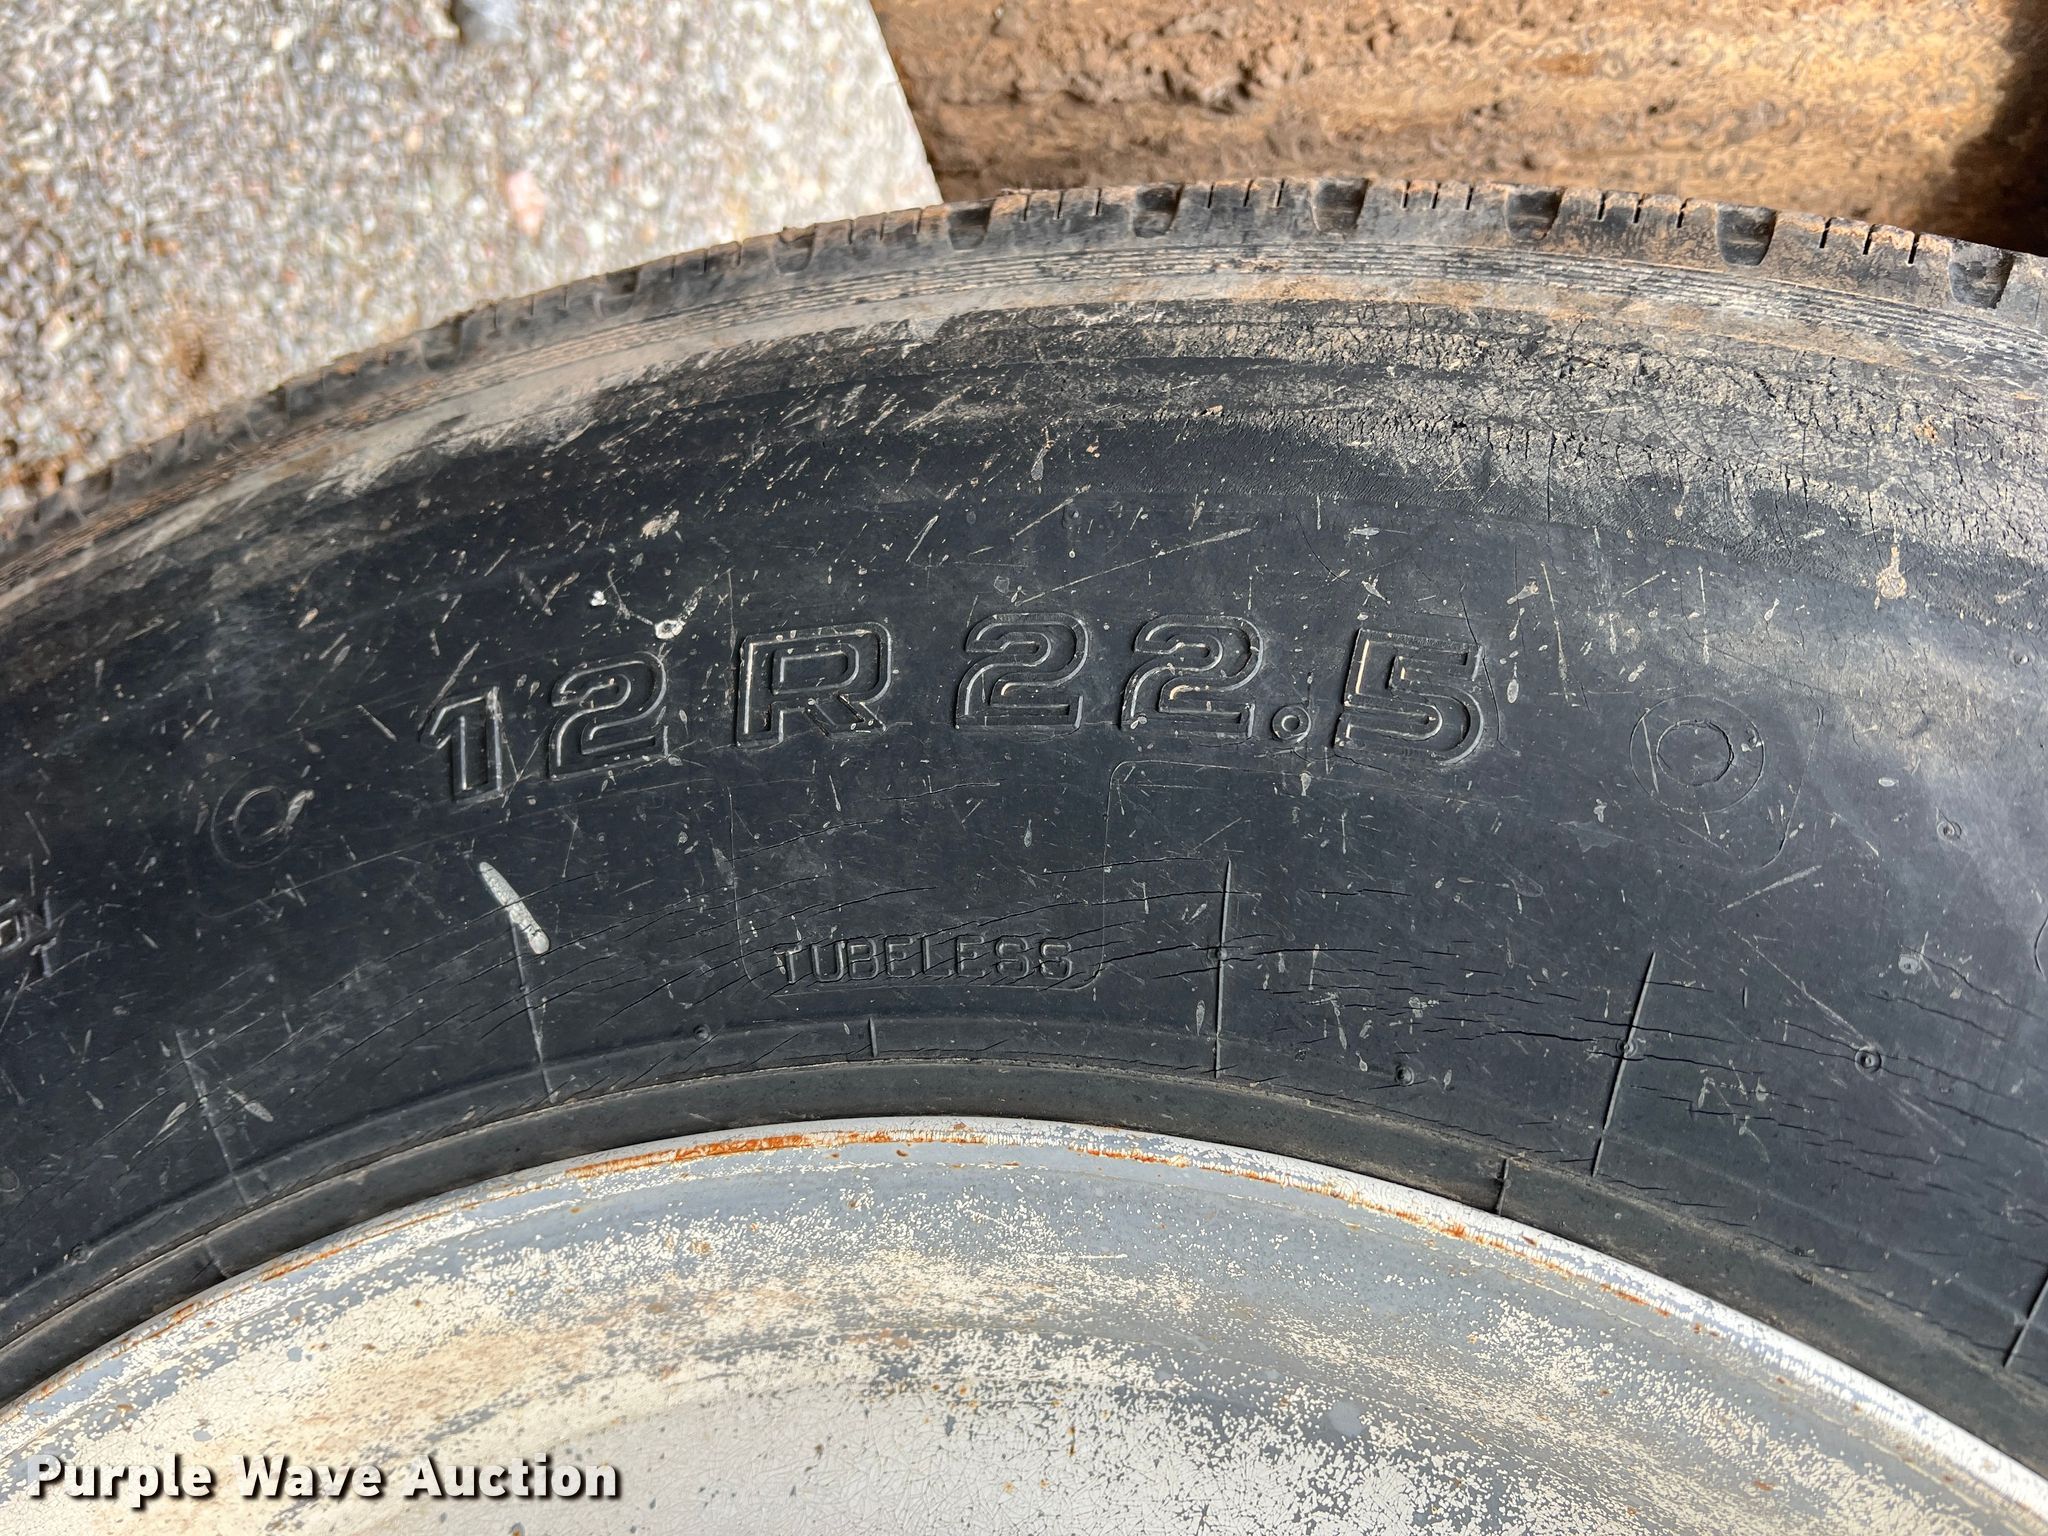 12 R 22.5
TUBELESS
Purple Wave Auction